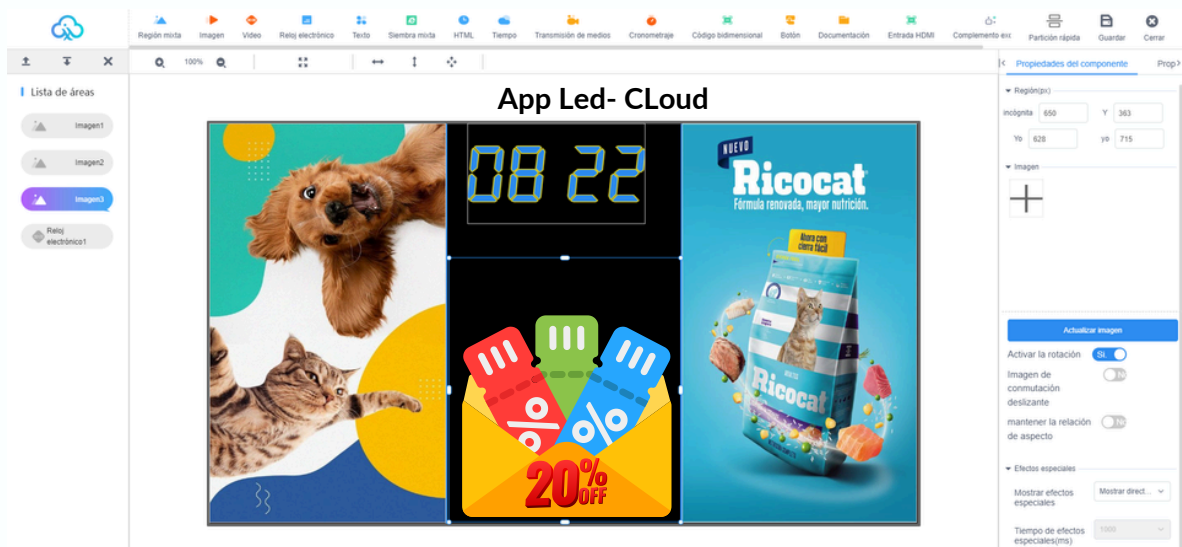 Región mixta
Imagen
Video
Reloj electrónico
Texto
Siembra mixta
HTML
Tiempo
Transmisión de medios
Cronometraje
Código bidimensional
Botón
Documentación
Entrada HDMI
Complemento ex
Partición rápida
Guardar
Cerrar
100%
Propiedades del componente
Prop
Lista de áreas
Imagen1
Imagen2
Imagen3
Reloj
electrónico1
App Led- CLoud
08 22
20%
OFF
NUEVO
Ricocat
Fórmula renovada, mayor nutrición.
Ahora con
cierra fácil
Ricocat
Región(px)
incógnita 650
Y 363
Yo 628
yo 715
Imagen
Actualizar imagen
Activar la rotación SI.
Imagen de
conmutación
deslizante
No
mantener la relación
de aspecto
No
Efectos especiales
Mostrar efectos
especiales
Mostrar direct...
Tiempo de efectos
especiales(ms)
1000